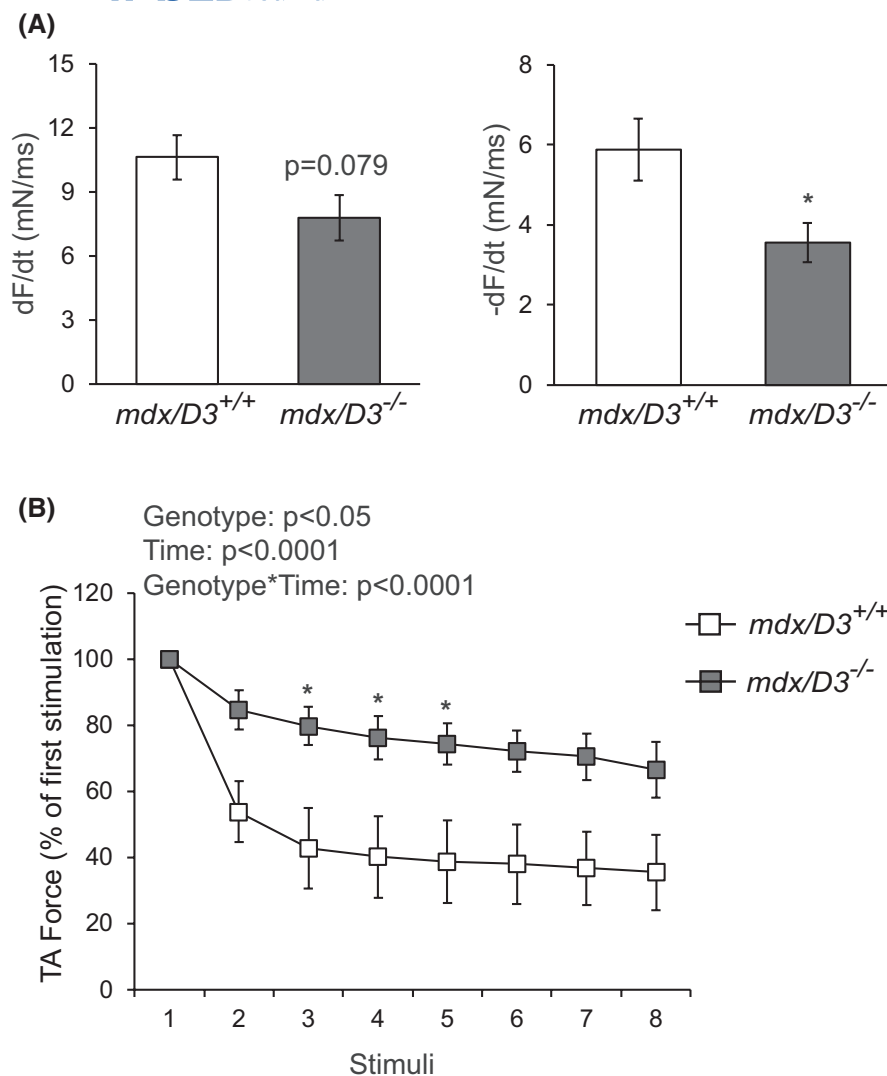 (A)
15
12
9
6
3
0
dF/dt (mN/ms)
p=0.079
mdx/D3+/+
mdx/D3-/-
8
6
4
2
0
-dF/dt (mN/ms)
*
mdx/D3+/+
mdx/D3-/-
(B)
Genotype: p<0.05
Time: p<0.0001
Genotype*Time: p<0.0001
120
100
80
60
40
20
0
TA Force (% of first stimulation)
* * *
mdx/D3+/+
mdx/D3-/-
1 2 3 4 5 6 7 8
Stimuli